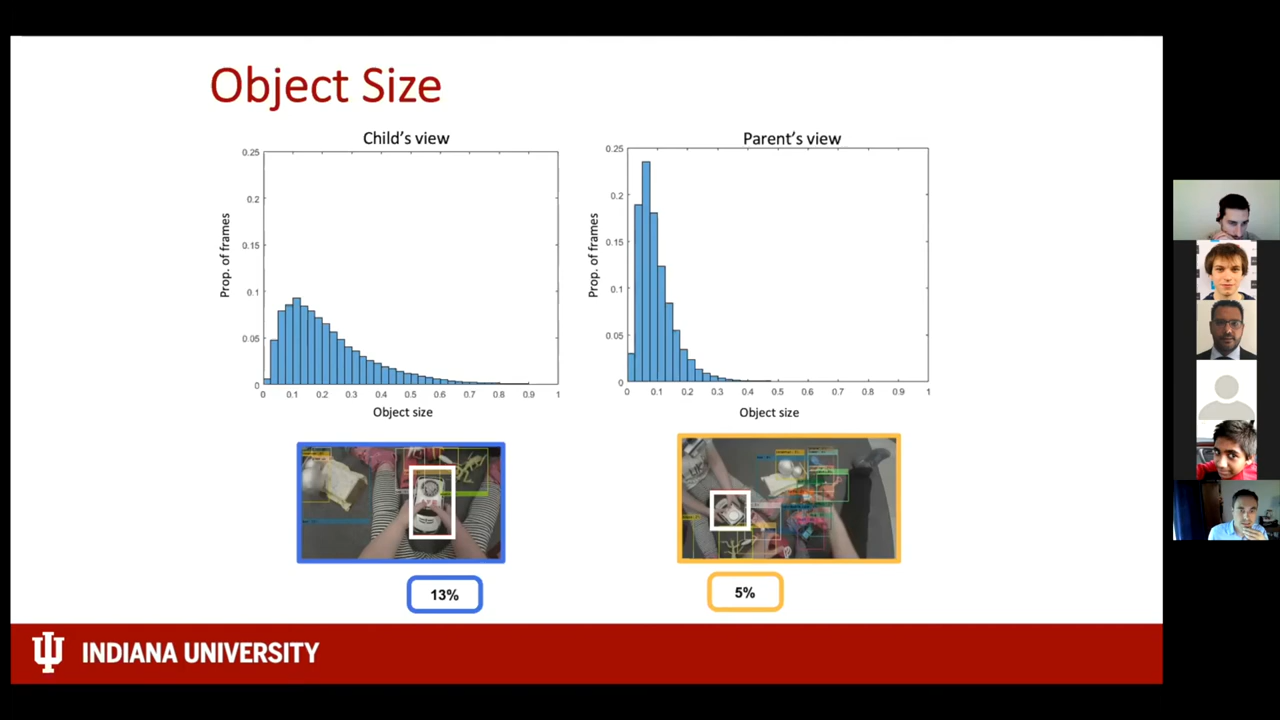 Object Size
Child's view
0.25
0.2
0.15
0.1
0.05
0
0 0.1 0.2 0.3 0.4 0.5 0.6 0.7 0.8 0.9 1
Prop. of frames
Object size
Parent's view
0.25
0.2
0.15
0.1
0.05
0
0 0.1 0.2 0.3 0.4 0.5 0.6 0.7 0.8 0.9 1
Prop. of frames
Object size
13%
5%
INDIANA UNIVERSITY